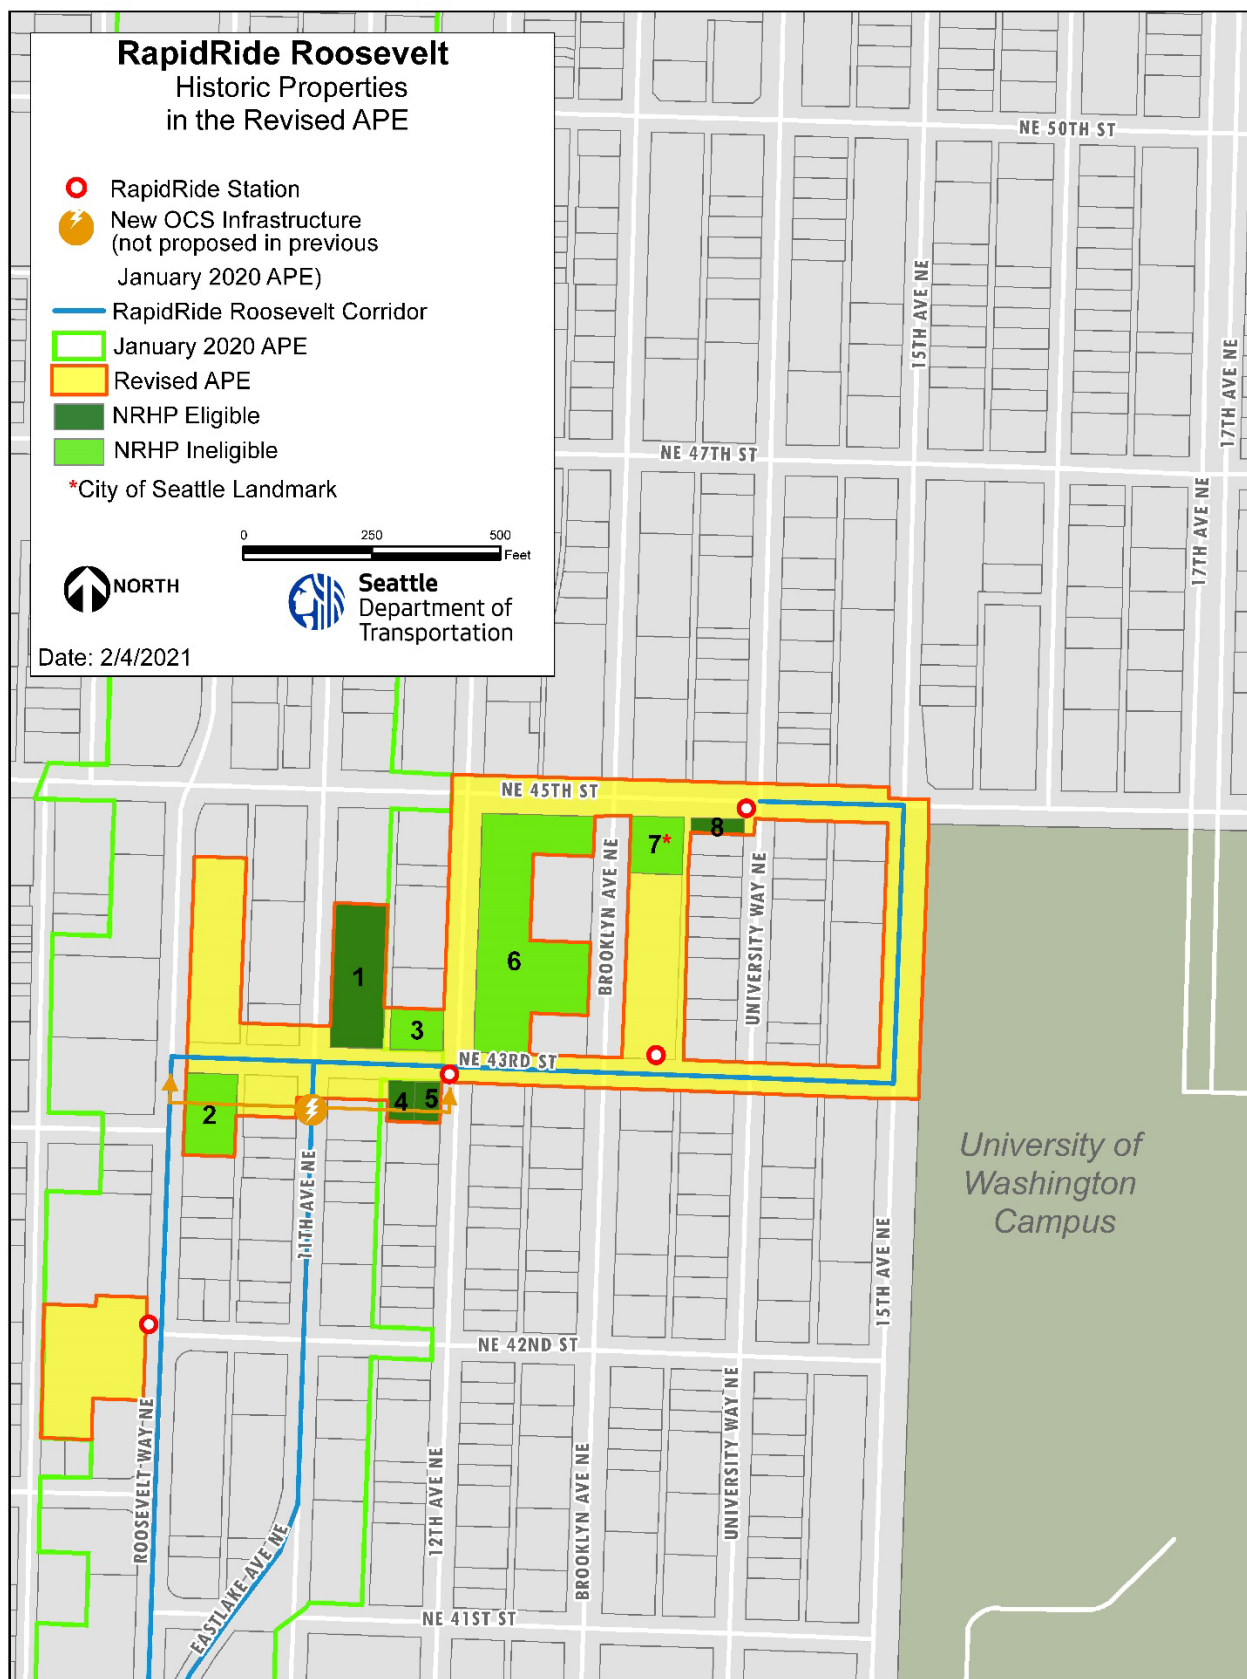 RapidRide Roosevelt
Historic Properties
in the Revised APE
RapidRide Station
New OCS Infrastructure
(not proposed in previous
January 2020 APE)
RapidRide Roosevelt Corridor
January 2020 APE
Revised APE
NRHP Eligible
NRHP Ineligible
*City of Seattle Landmark
0 250 500
Feet
NORTH
Seattle
Department of
Transportation
Date: 2/4/2021
NE 50TH ST
15TH AVE NE
17TH AVE NE
NE 47TH ST
17TH AVE NE
NE 45TH ST
8
7*
BROOKLYN AVE NE
UNIVERSITY WAY NE
6
1
3
NE 43RD ST
4
5
2
11TH AVE NE
University of
Washington
Campus
15TH AVE NE
NE 42ND ST
ROOSEVELT WAY NE
12TH AVE NE
BROOKLYN AVE NE
UNIVERSITY WAY NE
EASTLAKE AVE NE
NE 41ST ST